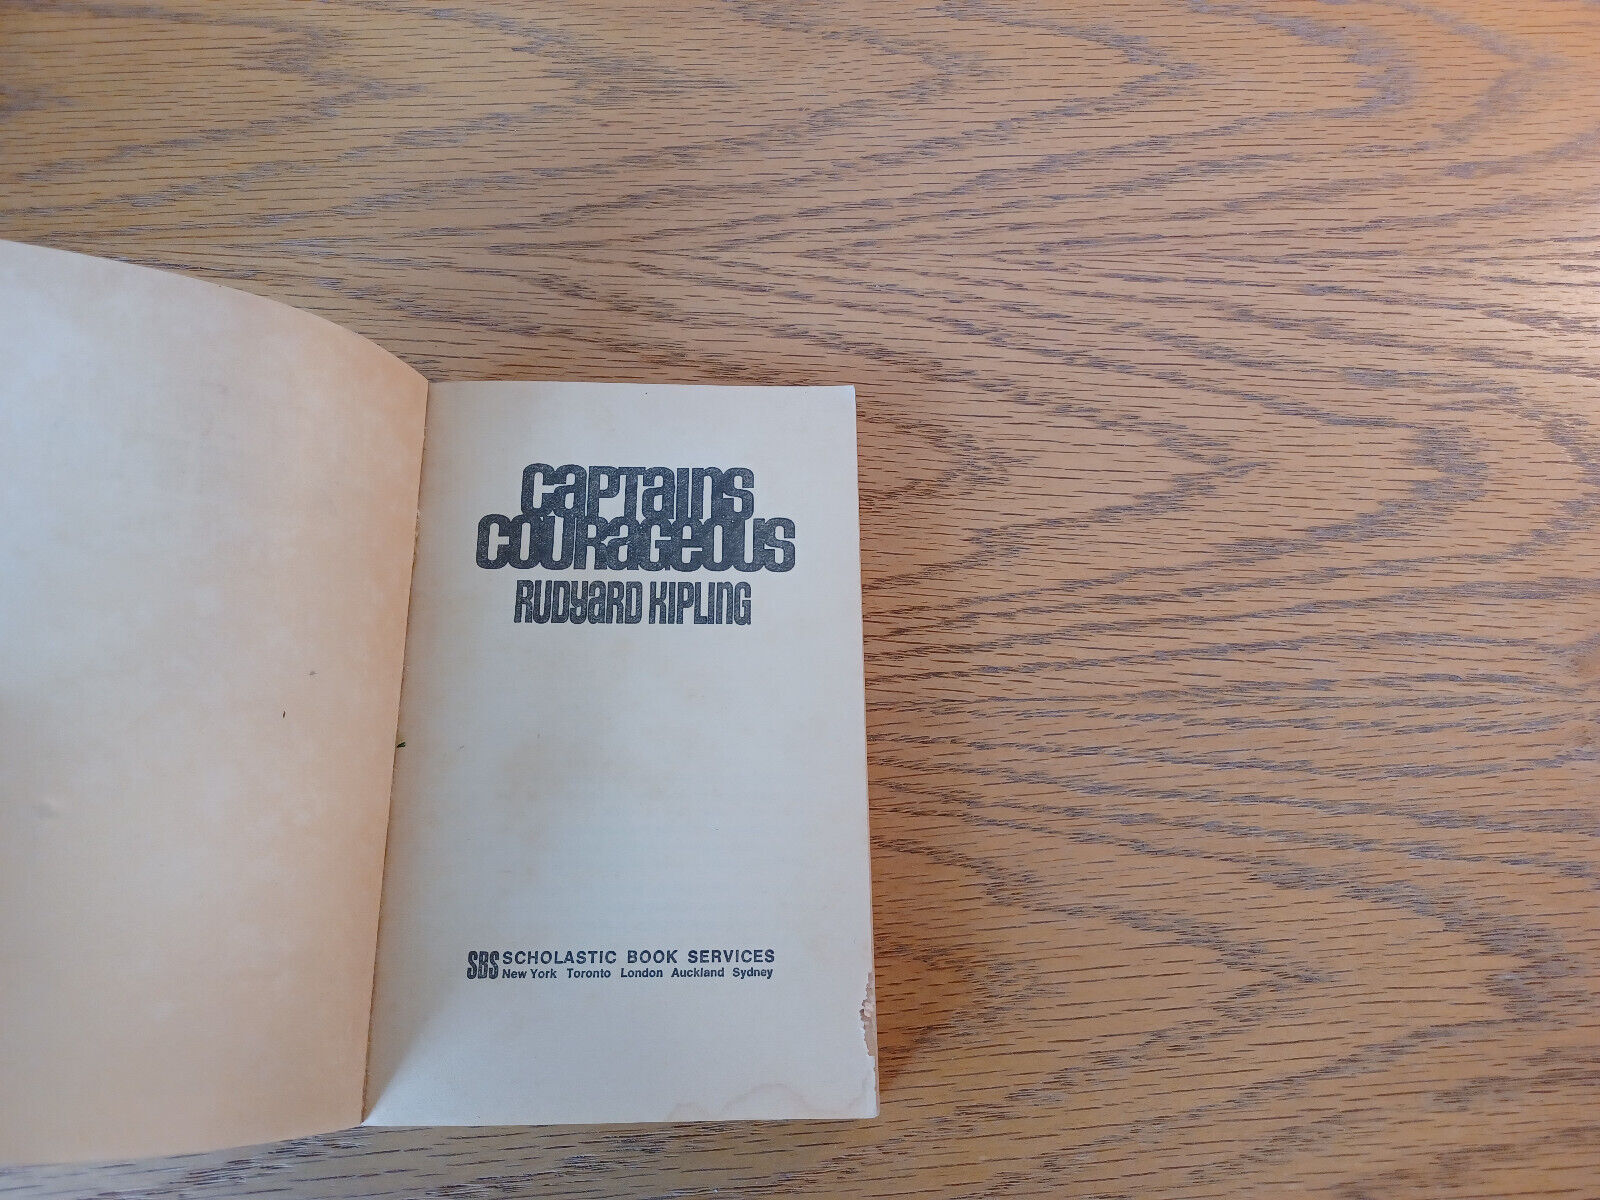 Captains
Courageous
Rudyard Kipling
SBS SCHOLASTIC BOOK SERVICES
New York Toronto London Auckland Sydney